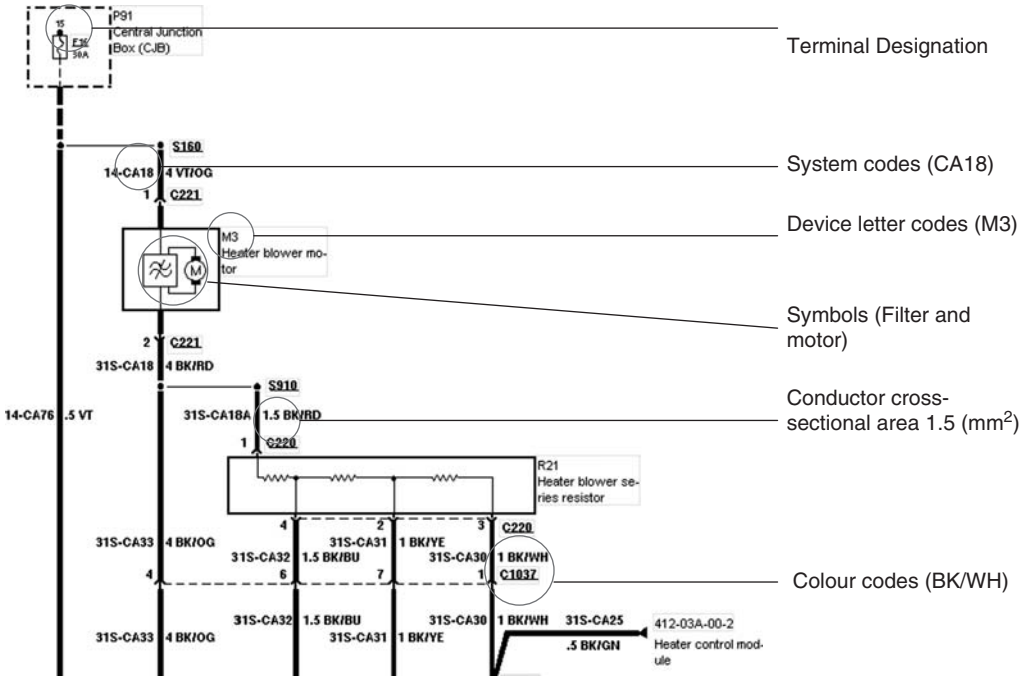 P91
Central Junction
Box (CJB)
15
30A
Terminal Designation
S160
14-CA18 4 VT/OG
System codes (CA18)
1 C221
M3
Heater blower mo-
tor
Device letter codes (M3)
M
Symbols (Filter and
motor)
2 C221
31S-CA18 4 BK/RD
S910
14-CA76 .5 VT
31S-CA18A 1.5 BK/RD
Conductor cross-
sectional area 1.5 (mm²)
1 C220
R21
Heater blower se-
ries resistor
4 2 3 C220
31S-CA33 4 BK/OG
31S-CA31 1 BK/YE
31S-CA32 1.5 BK/BU
31S-CA30 1 BK/WH
4 6 7 1 C1037
Colour codes (BK/WH)
31S-CA33 4 BK/OG
31S-CA32 1.5 BK/BU
31S-CA31 1 BK/YE
31S-CA30 1 BK/WH
31S-CA25
.5 BK/GN
412-03A-00-2
Heater control mod-
ule